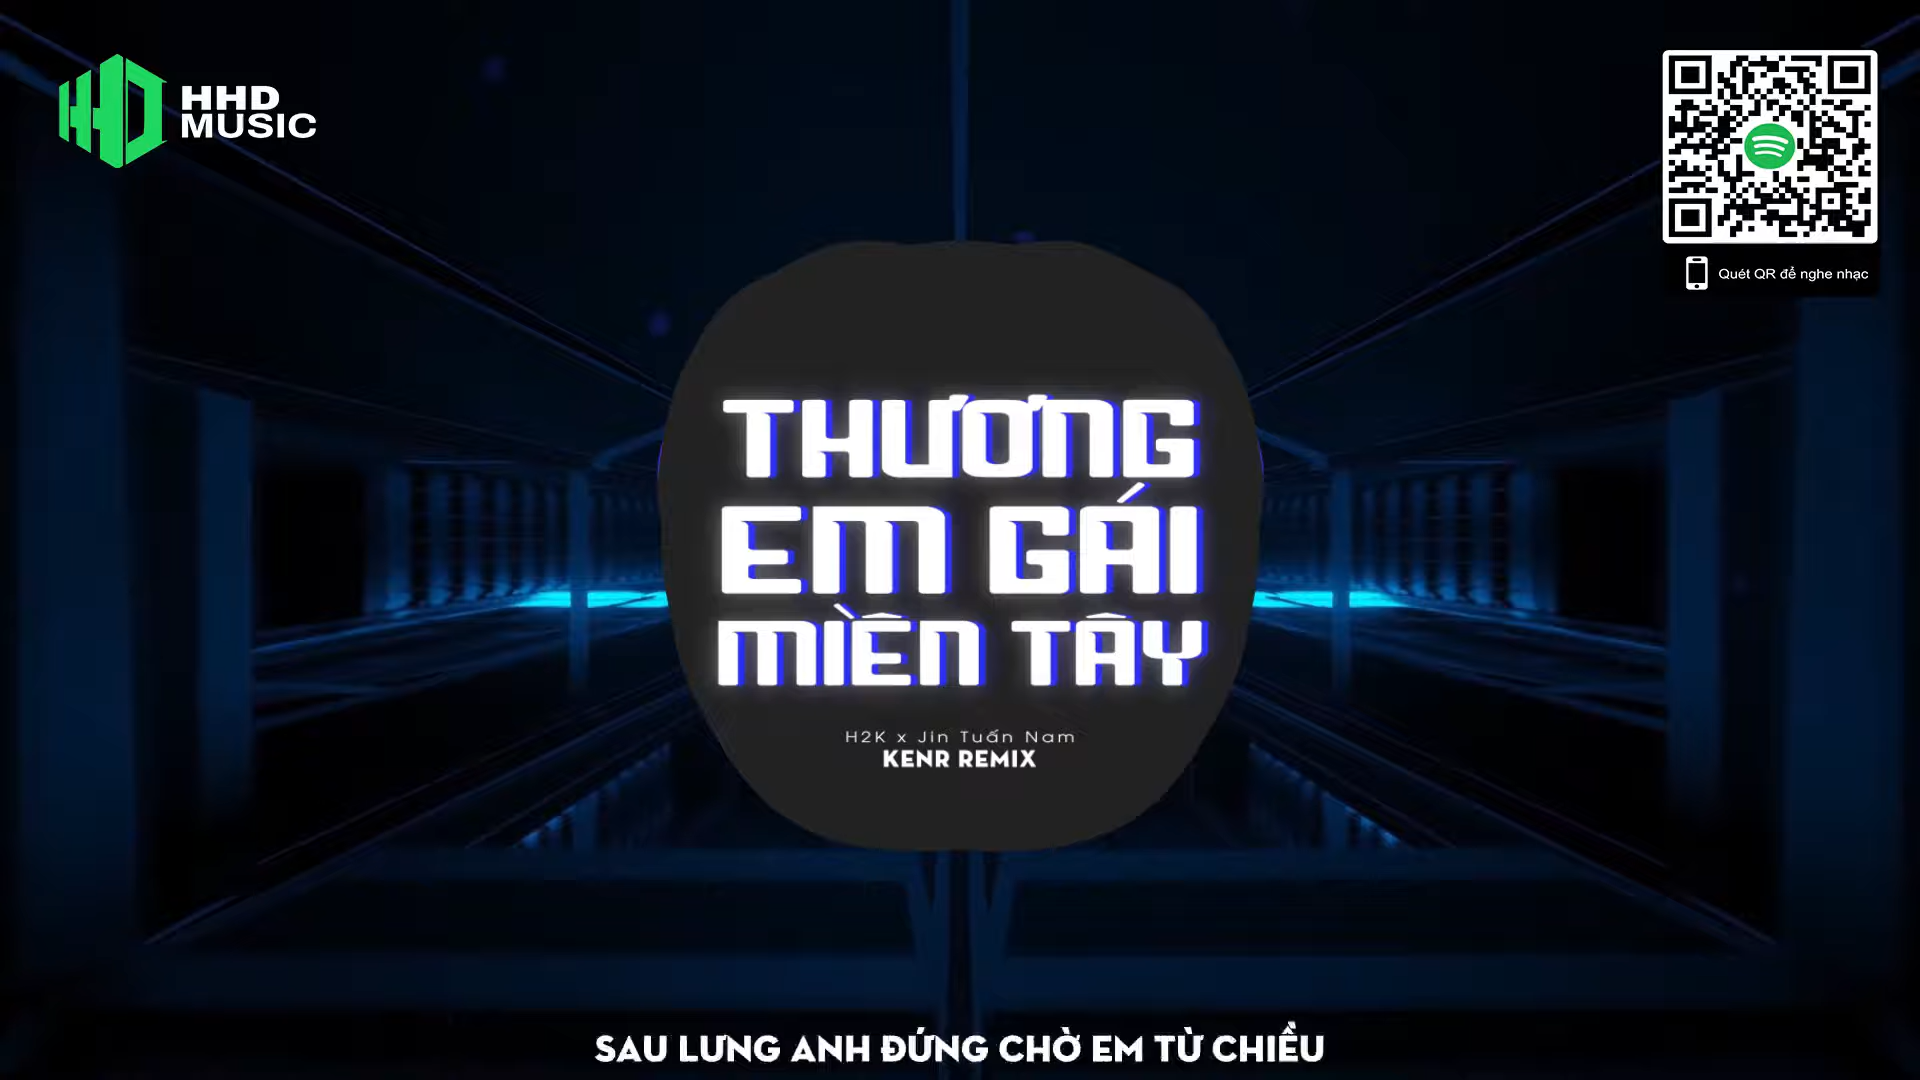 HHD
MUSIC
Quét QR để nghe nhạc
THƯƠNG
EM GÁI
MIỀN TÂY
H2K x Jin Tuấn Nam
KENR REMIX
SAU LƯNG ANH ĐỨNG CHỜ EM TỪ CHIỀU